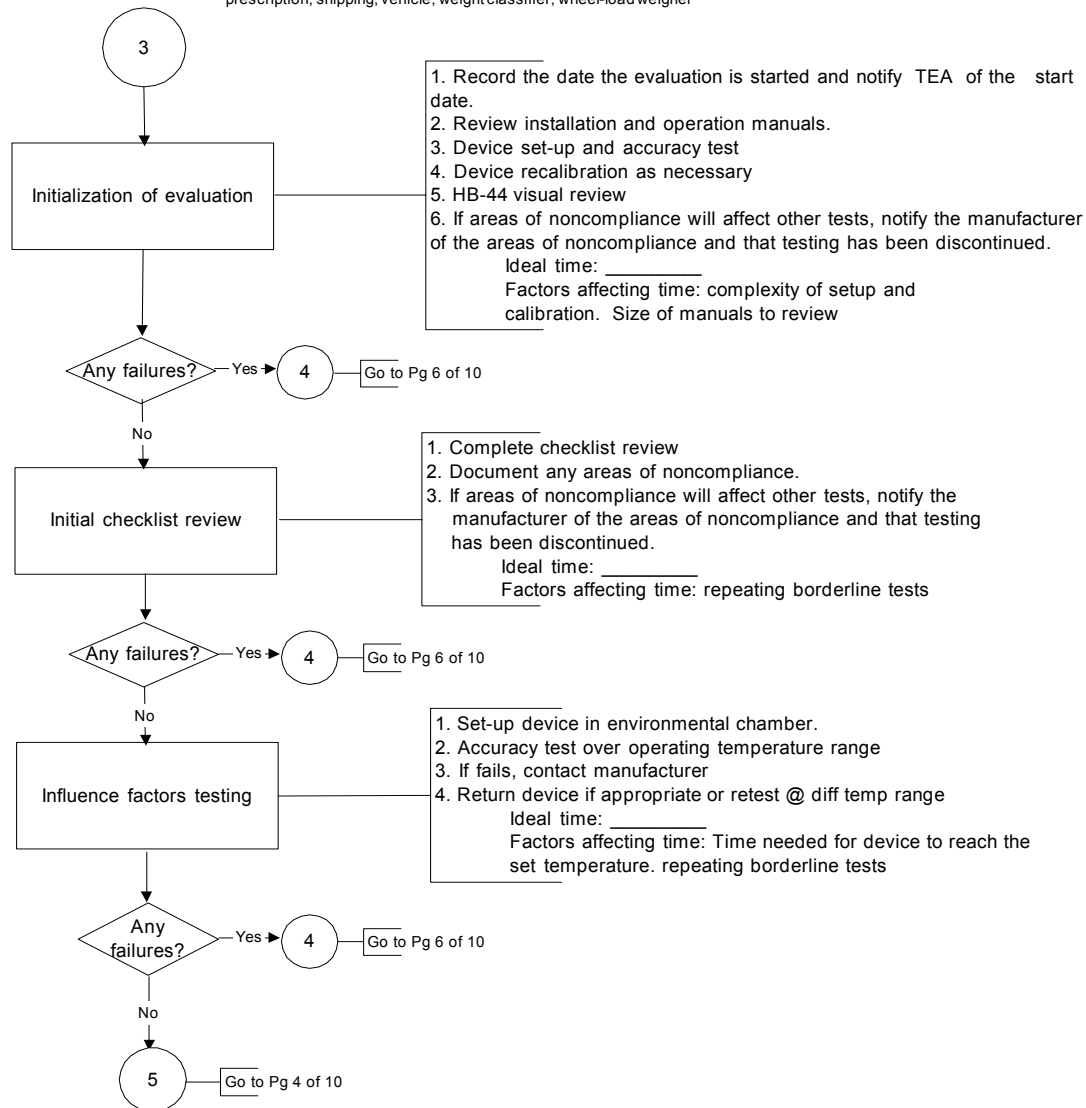 prescription, shipping, vehicle, weight classifier, wheel-load weigher
3
1. Record the date the evaluation is started and notify TEA of the start
date.
2. Review installation and operation manuals.
3. Device set-up and accuracy test
4. Device recalibration as necessary
5. HB-44 visual review
6. If areas of noncompliance will affect other tests, notify the manufacturer
of the areas of noncompliance and that testing has been discontinued.
Ideal time: _________
Factors affecting time: complexity of setup and
calibration. Size of manuals to review
Initialization of evaluation
Any failures?
Yes
4
Go to Pg 6 of 10
No
1. Complete checklist review
2. Document any areas of noncompliance.
3. If areas of noncompliance will affect other tests, notify the
manufacturer of the areas of noncompliance and that testing
has been discontinued.
Ideal time: _________
Factors affecting time: repeating borderline tests
Initial checklist review
Any failures?
Yes
4
Go to Pg 6 of 10
No
1. Set-up device in environmental chamber.
2. Accuracy test over operating temperature range
3. If fails, contact manufacturer
4. Return device if appropriate or retest @ diff temp range
Ideal time: _________
Factors affecting time: Time needed for device to reach the
set temperature. repeating borderline tests
Influence factors testing
Any
failures?
Yes
4
Go to Pg 6 of 10
No
5
Go to Pg 4 of 10